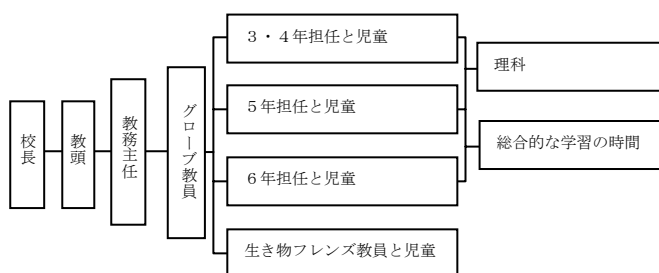 校長
教頭
教務主任
グローブ教員
３・４年担任と児童
５年担任と児童
６年担任と児童
生き物フレンズ教員と児童
理科
総合的な学習の時間